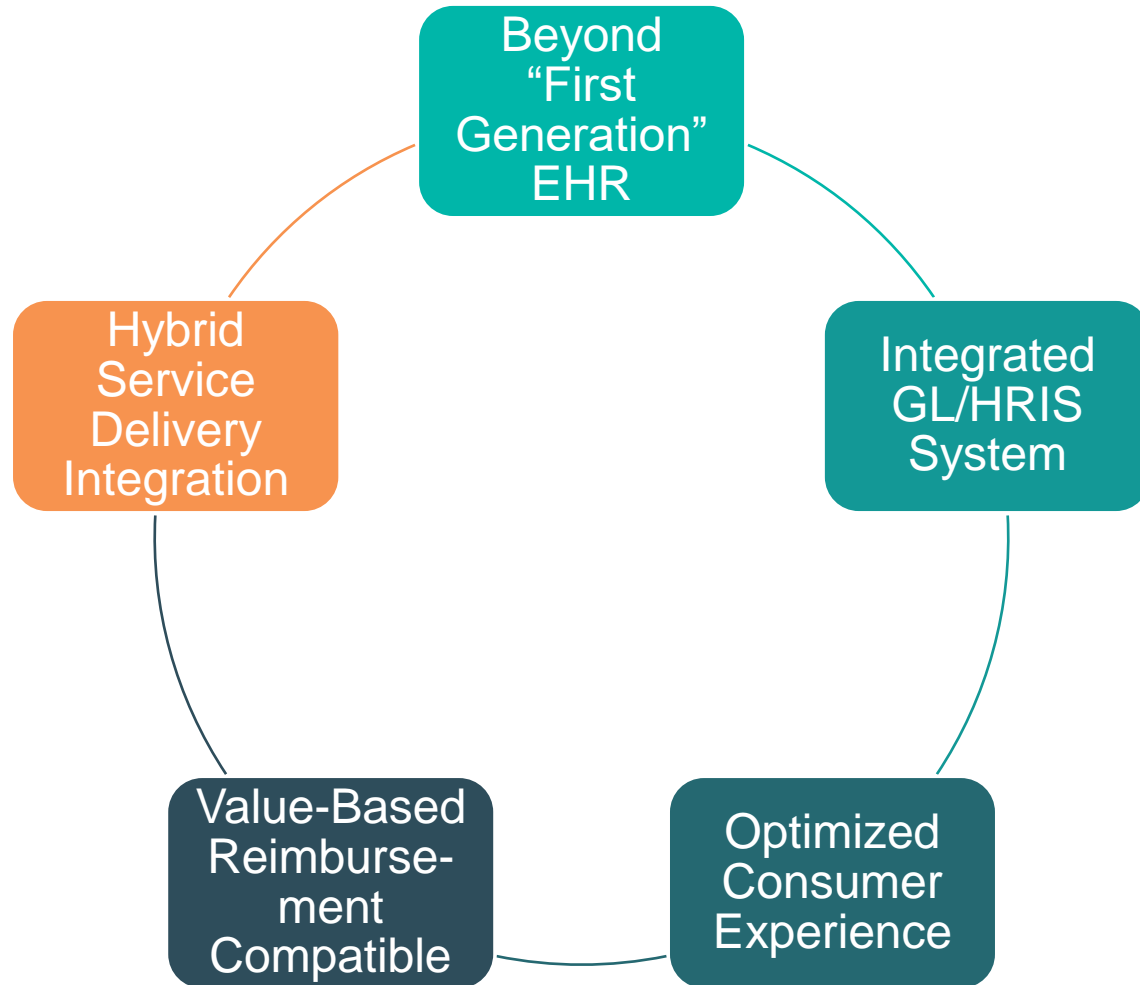 Beyond
“First
Generation”
EHR
Integrated
GL/HRIS
System
Optimized
Consumer
Experience
Value-Based
Reimburse-
ment
Compatible
Hybrid
Service
Delivery
Integration